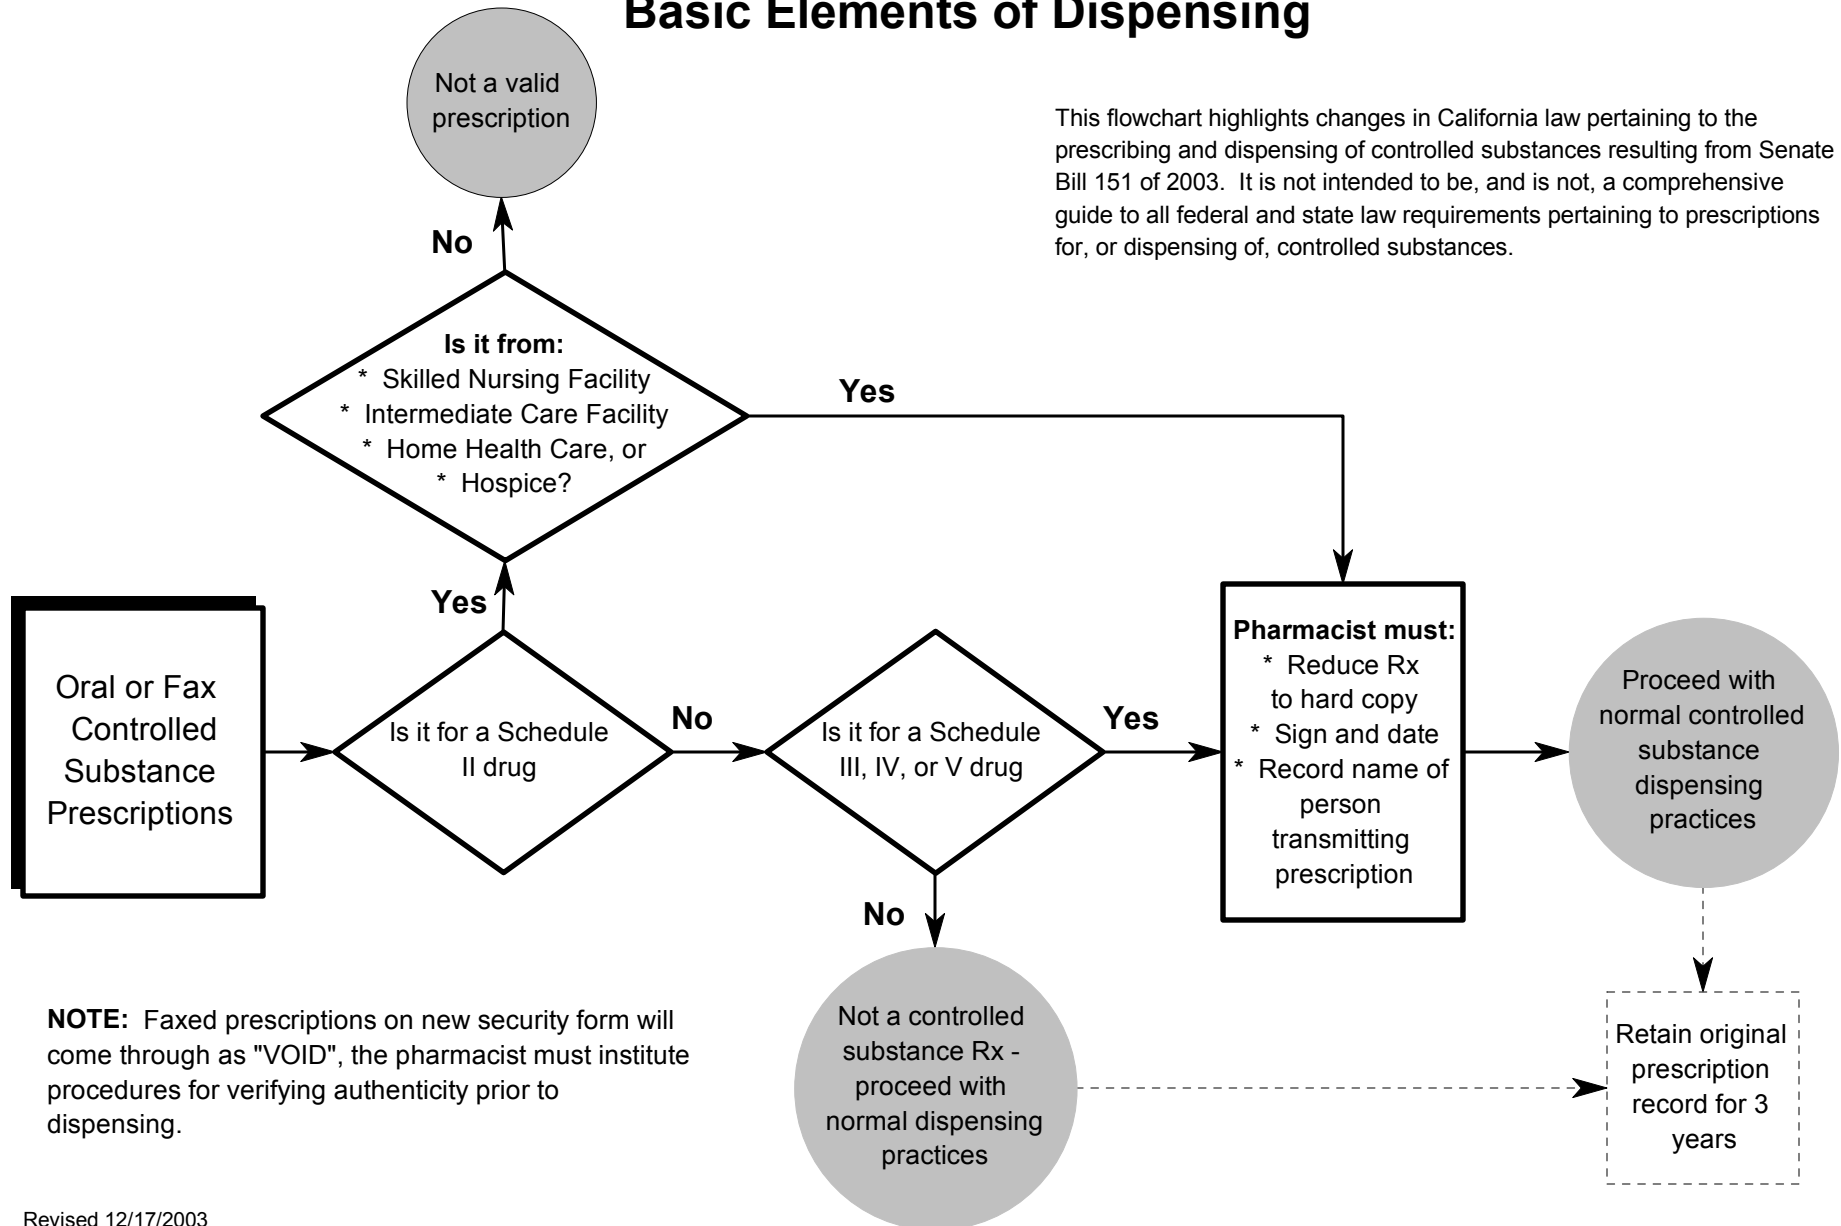 Basic Elements of Dispensing
Not a valid
prescription
This flowchart highlights changes in California law pertaining to the
prescribing and dispensing of controlled substances resulting from Senate
Bill 151 of 2003.  It is not intended to be, and is not, a comprehensive
guide to all federal and state law requirements pertaining to prescriptions
for, or dispensing of, controlled substances.
No
Is it from:
* Skilled Nursing Facility
* Intermediate Care Facility
* Home Health Care, or
* Hospice?
Yes
Yes
Oral or Fax
Controlled
Substance
Prescriptions
Is it for a Schedule
II drug
No
Is it for a Schedule
III, IV, or V drug
Yes
Pharmacist must:
* Reduce Rx
to hard copy
* Sign and date
* Record name of
person
transmitting
prescription
Proceed with
normal controlled
substance
dispensing
practices
No
Not a controlled
substance Rx -
proceed with
normal dispensing
practices
Retain original
prescription
record for 3
years
NOTE:  Faxed prescriptions on new security form will
come through as "VOID", the pharmacist must institute
procedures for verifying authenticity prior to
dispensing.
Revised 12/17/2003